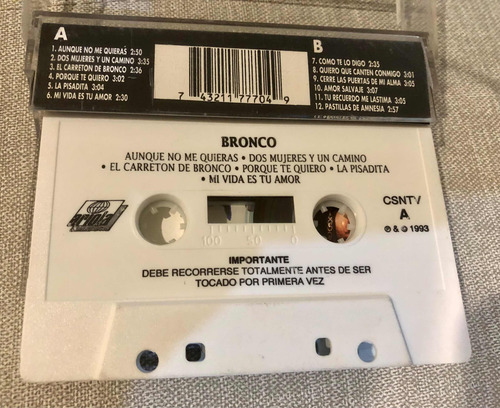 A
1. AUNQUE NO ME QUIERAS 2:50
2. DOS MUJERES Y UN CAMINO 3:35
3. EL CARRETON DE BRONCO 2:36
4. PORQUE TE QUIERO 3:02
5. LA PISADITA 3:04
6. MI VIDA ES TU AMOR 2:30
7 43211 77704 9
B
7. COMO TE LO DIGO 2:35
8. QUIERO QUE CANTEN CONMIGO 3:01
9. CERRE LAS PUERTAS DE MI ALMA 3:05
10. AMOR SALVAJE 3:07
11. TU RECUERDO ME LASTIMA 3:05
12. PASTILLAS DE AMNESIA 2:57
BRONCO
AUNQUE NO ME QUIERAS • DOS MUJERES Y UN CAMINO
• EL CARRETON DE BRONCO • PORQUE TE QUIERO • LA PISADITA
• MI VIDA ES TU AMOR
ariola
CSNTV
A
℗ & © 1993
100 50 0
IMPORTANTE
DEBE RECORRERSE TOTALMENTE ANTES DE SER
TOCADO POR PRIMERA VEZ